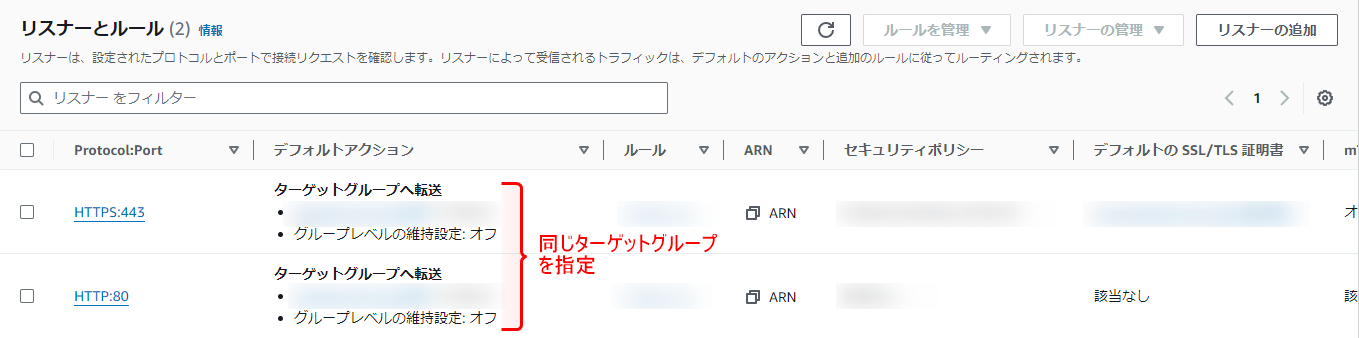 リスナーとルール (2) 情報
ルールを管理
リスナーの管理
リスナーの追加
リスナーは、設定されたプロトコルとポートで接続リクエストを確認します。リスナーによって受信されるトラフィックは、デフォルトのアクションと追加のルールに従ってルーティングされます。
リスナー をフィルター
1
Protocol:Port デフォルトアクション ルール ARN セキュリティポリシー デフォルトの SSL/TLS 証明書
ターゲットグループへ転送
HTTPS:443 ARN オ
グループレベルの維持設定: オフ
同じターゲットグループ
を指定
ターゲットグループへ転送
HTTP:80 ARN 該当なし
グループレベルの維持設定: オフ